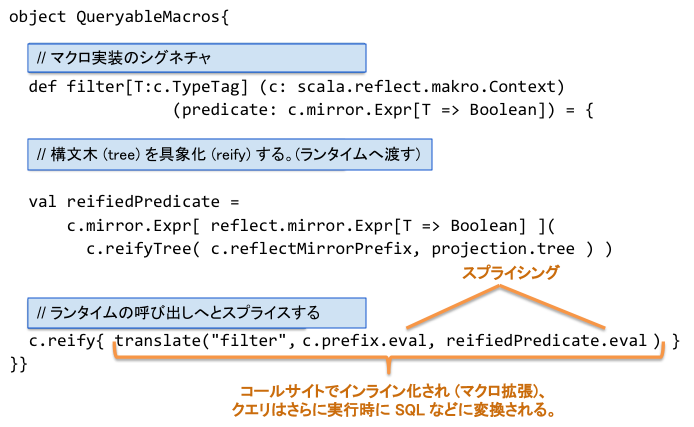 object QueryableMacros{
// マクロ実装のシグネチャ
def filter[T:c.TypeTag] (c: scala.reflect.makro.Context)
(predicate: c.mirror.Expr[T => Boolean]) = {
// 構文木 (tree) を具象化 (reify) する。(ランタイムへ渡す)
val reifiedPredicate =
c.mirror.Expr[ reflect.mirror.Expr[T => Boolean] ](
c.reifyTree( c.reflectMirrorPrefix, projection.tree ) )
スプライシング
// ランタイムの呼び出しへとスプライスする
c.reify{ translate("filter", c.prefix.eval, reifiedPredicate.eval ) }
}}
コールサイトでインライン化され (マクロ拡張)、
クエリはさらに実行時に SQL などに変換される。